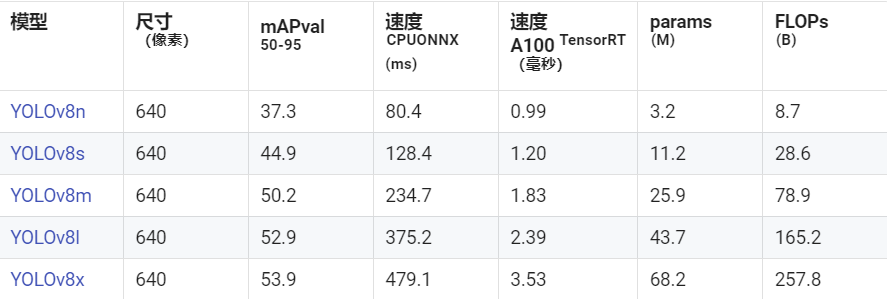 模型 尺寸 (像素) mAPval 50-95 速度 CPUONNX (ms) 速度 A100 TensorRT (毫秒) params (M) FLOPs (B)
YOLOv8n 640 37.3 80.4 0.99 3.2 8.7
YOLOv8s 640 44.9 128.4 1.20 11.2 28.6
YOLOv8m 640 50.2 234.7 1.83 25.9 78.9
YOLOv8l 640 52.9 375.2 2.39 43.7 165.2
YOLOv8x 640 53.9 479.1 3.53 68.2 257.8